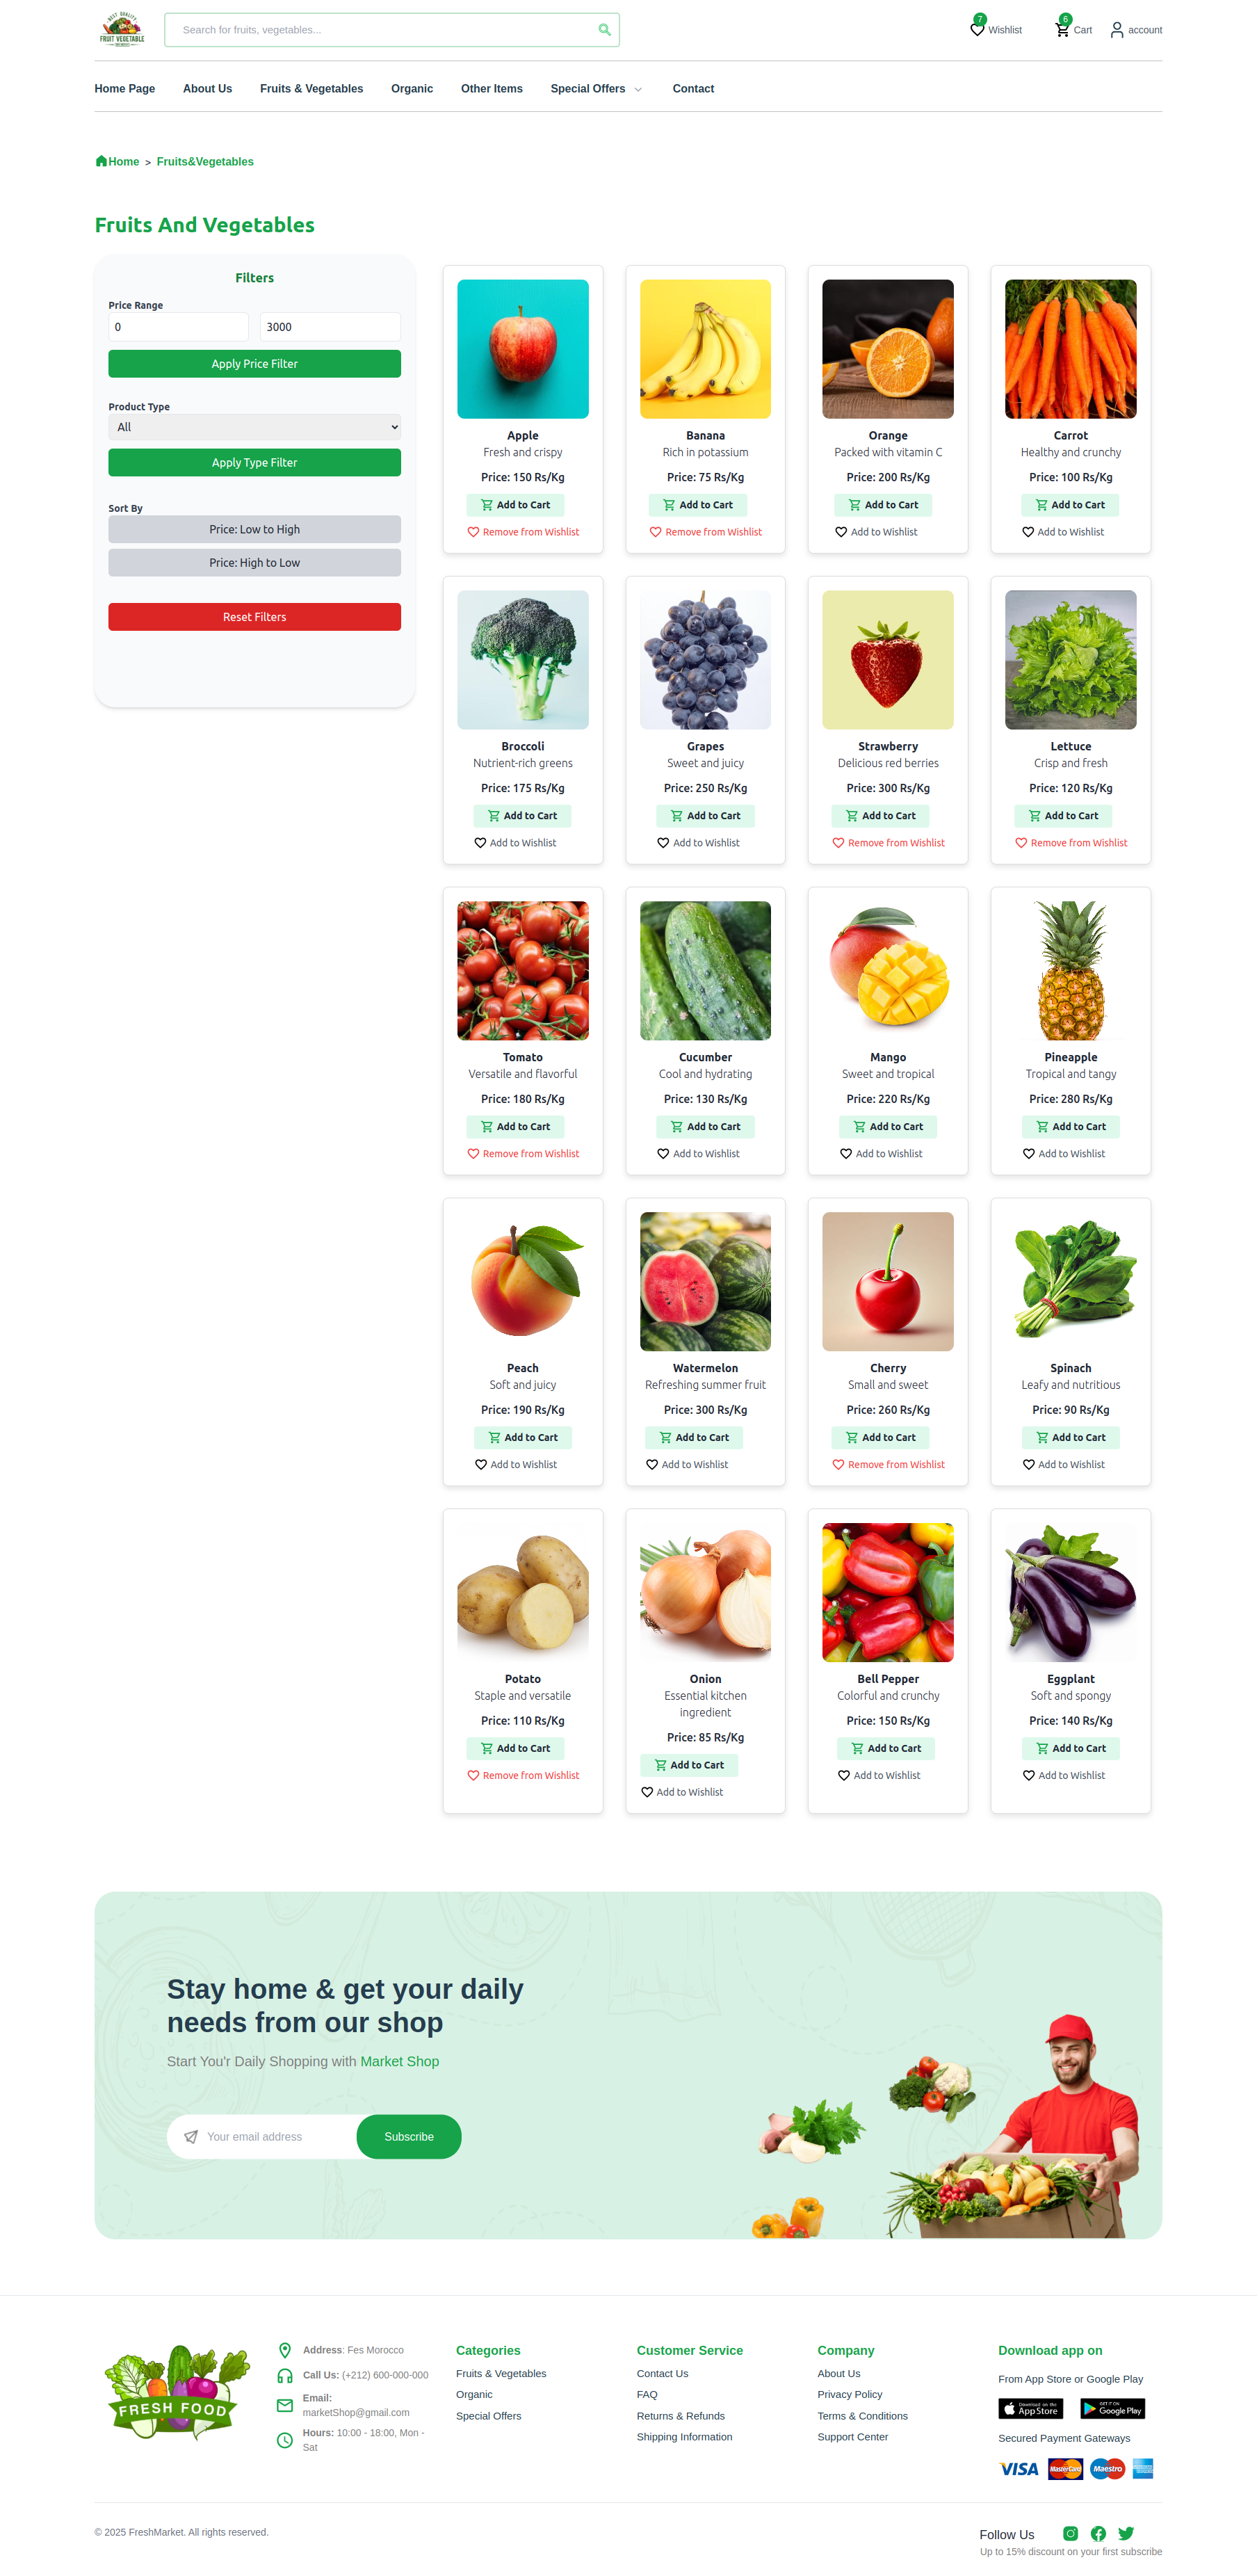 BEST QUALITY
FRUIT VEGETABLE
Search for fruits, vegetables...
7
Wishlist
6
Cart
account
Home Page
About Us
Fruits & Vegetables
Organic
Other Items
Special Offers
Contact
Home > Fruits&Vegetables
Fruits And Vegetables
Filters
Price Range
0
3000
Apply Price Filter
Product Type
All
Apply Type Filter
Sort By
Price: Low to High
Price: High to Low
Reset Filters
Apple
Fresh and crispy
Price: 150 Rs/Kg
Add to Cart
Remove from Wishlist
Banana
Rich in potassium
Price: 75 Rs/Kg
Add to Cart
Remove from Wishlist
Orange
Packed with vitamin C
Price: 200 Rs/Kg
Add to Cart
Add to Wishlist
Carrot
Healthy and crunchy
Price: 100 Rs/Kg
Add to Cart
Add to Wishlist
Broccoli
Nutrient-rich greens
Price: 175 Rs/Kg
Add to Cart
Add to Wishlist
Grapes
Sweet and juicy
Price: 250 Rs/Kg
Add to Cart
Add to Wishlist
Strawberry
Delicious red berries
Price: 300 Rs/Kg
Add to Cart
Remove from Wishlist
Lettuce
Crisp and fresh
Price: 120 Rs/Kg
Add to Cart
Remove from Wishlist
Tomato
Versatile and flavorful
Price: 180 Rs/Kg
Add to Cart
Remove from Wishlist
Cucumber
Cool and hydrating
Price: 130 Rs/Kg
Add to Cart
Add to Wishlist
Mango
Sweet and tropical
Price: 220 Rs/Kg
Add to Cart
Add to Wishlist
Pineapple
Tropical and tangy
Price: 280 Rs/Kg
Add to Cart
Add to Wishlist
Peach
Soft and juicy
Price: 190 Rs/Kg
Add to Cart
Add to Wishlist
Watermelon
Refreshing summer fruit
Price: 300 Rs/Kg
Add to Cart
Add to Wishlist
Cherry
Small and sweet
Price: 260 Rs/Kg
Add to Cart
Remove from Wishlist
Spinach
Leafy and nutritious
Price: 90 Rs/Kg
Add to Cart
Add to Wishlist
Potato
Staple and versatile
Price: 110 Rs/Kg
Add to Cart
Remove from Wishlist
Onion
Essential kitchen
ingredient
Price: 85 Rs/Kg
Add to Cart
Add to Wishlist
Bell Pepper
Colorful and crunchy
Price: 150 Rs/Kg
Add to Cart
Add to Wishlist
Eggplant
Soft and spongy
Price: 140 Rs/Kg
Add to Cart
Add to Wishlist
Stay home & get your daily
needs from our shop
Start You'r Daily Shopping with Market Shop
Your email address
Subscribe
FRESH FOOD
Address: Fes Morocco
Call Us: (+212) 600-000-000
Email:
marketShop@gmail.com
Hours: 10:00 - 18:00, Mon -
Sat
Categories
Fruits & Vegetables
Organic
Special Offers
Customer Service
Contact Us
FAQ
Returns & Refunds
Shipping Information
Company
About Us
Privacy Policy
Terms & Conditions
Support Center
Download app on
From App Store or Google Play
Download on the
App Store
GET IT ON
Google Play
Secured Payment Gateways
VISA
MasterCard
Maestro
© 2025 FreshMarket. All rights reserved.
Follow Us
Up to 15% discount on your first subscribe